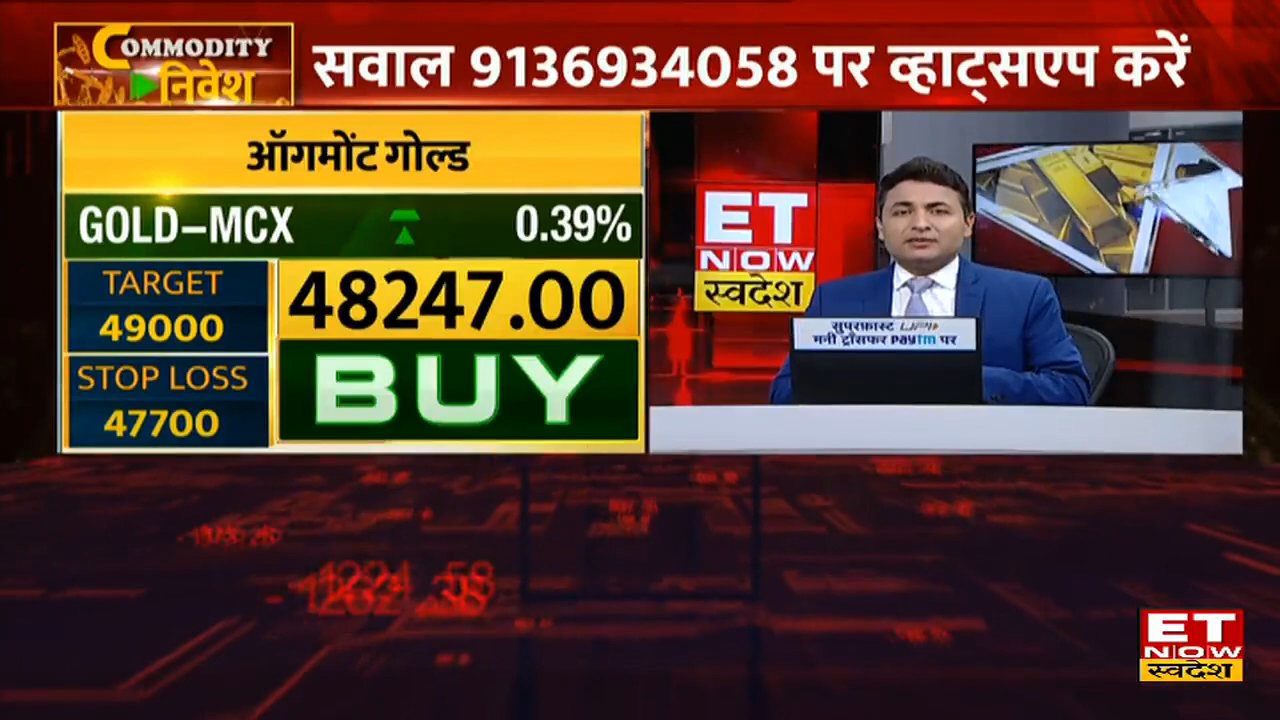 COMMODITY
निवेश
सवाल 9136934058 पर व्हाट्सएप करें
ऑगमोंट गोल्ड
GOLD-MCX 0.39%
TARGET
49000
48247.00
STOP LOSS
47700
BUY
ET
NOW
स्वदेश
सुपरफ़ास्ट UPI
मनी ट्रांसफर paytm पर
ET
NOW
स्वदेश